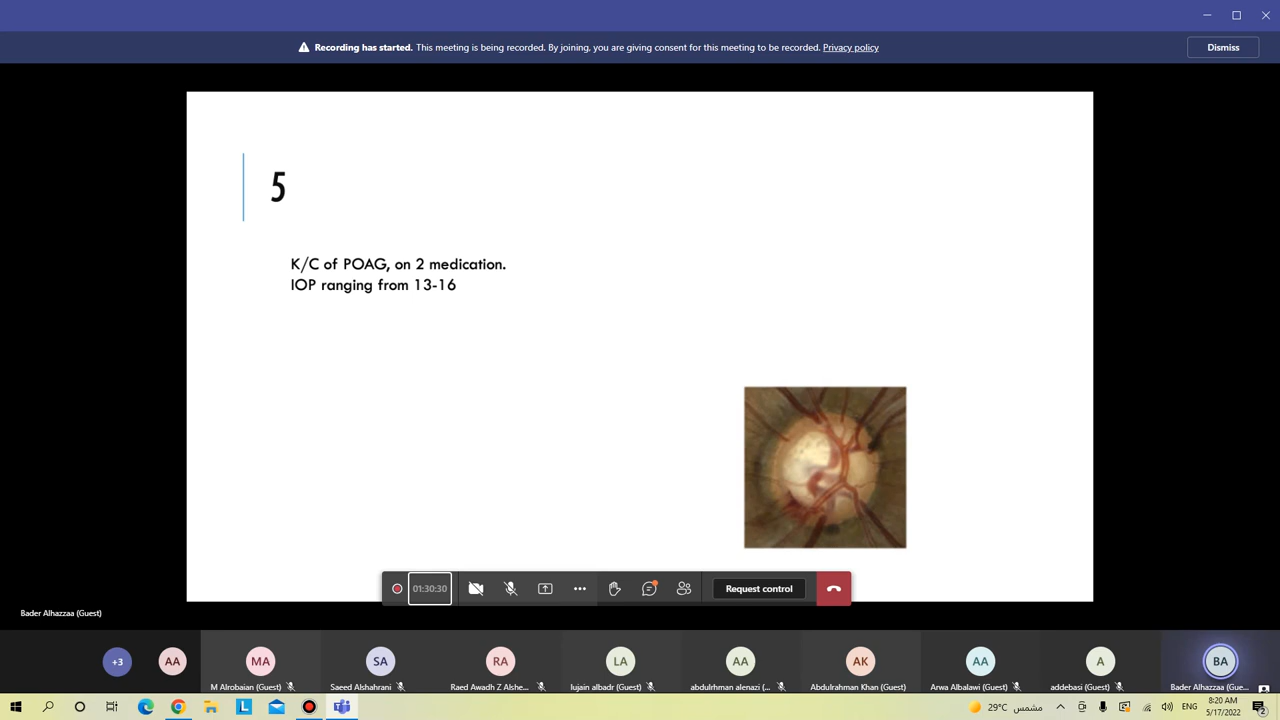 Recording has started. This meeting is being recorded. By joining, you are giving consent for this meeting to be recorded. Privacy policy
Dismiss
5
K/C of POAG, on 2 medication.
IOP ranging from 13-16
01:30:30
Request control
Bader Alhazzaa (Guest)
+3
AA
MA
SA
RA
LA
AA
AK
AA
A
BA
M Alrobaian (Guest)
Saeed Alshahrani
Raed Awadh Z Alshe...
lujain albadr (Guest)
abdulrhman alenazi (...
Abdulrahman Khan (Guest)
Arwa Albalawi (Guest)
addebasi (Guest)
Bader Alhazzaa (Gue...
L
29°C مشمس
ENG
8:20 AM
5/17/2022
2